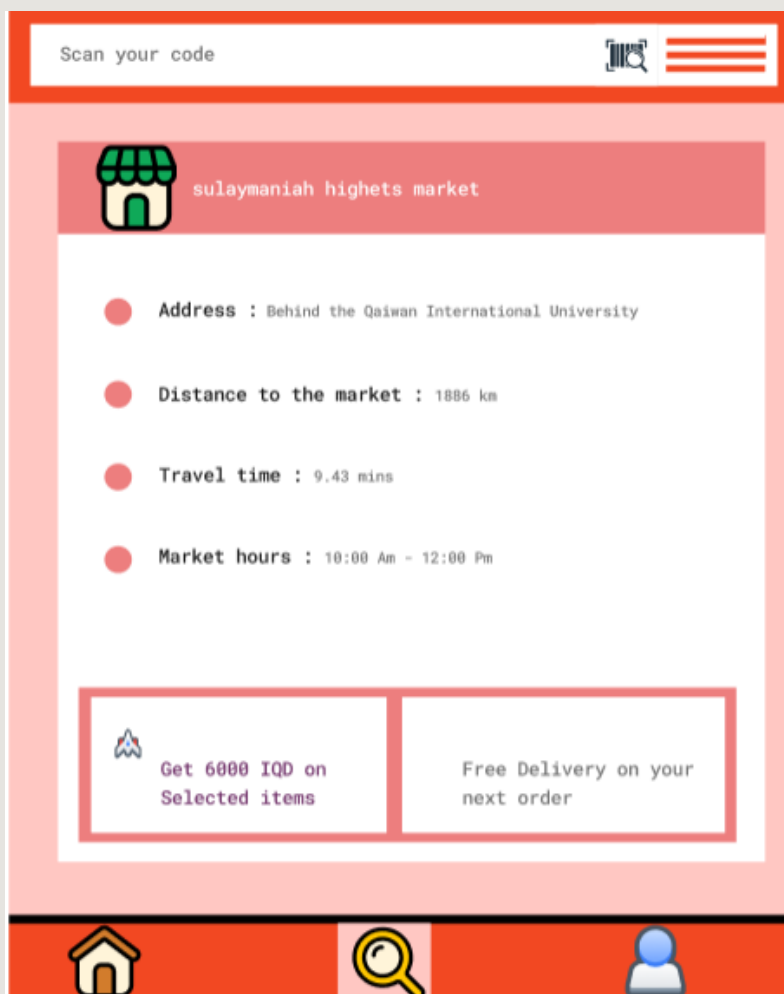 Scan your code
sulaymaniah highets market
Address : Behind the Qaiwan International University
Distance to the market : 1886 km
Travel time : 9.43 mins
Market hours : 10:00 Am - 12:00 Pm
Get 6000 IQD on
Selected items
Free Delivery on your
next order